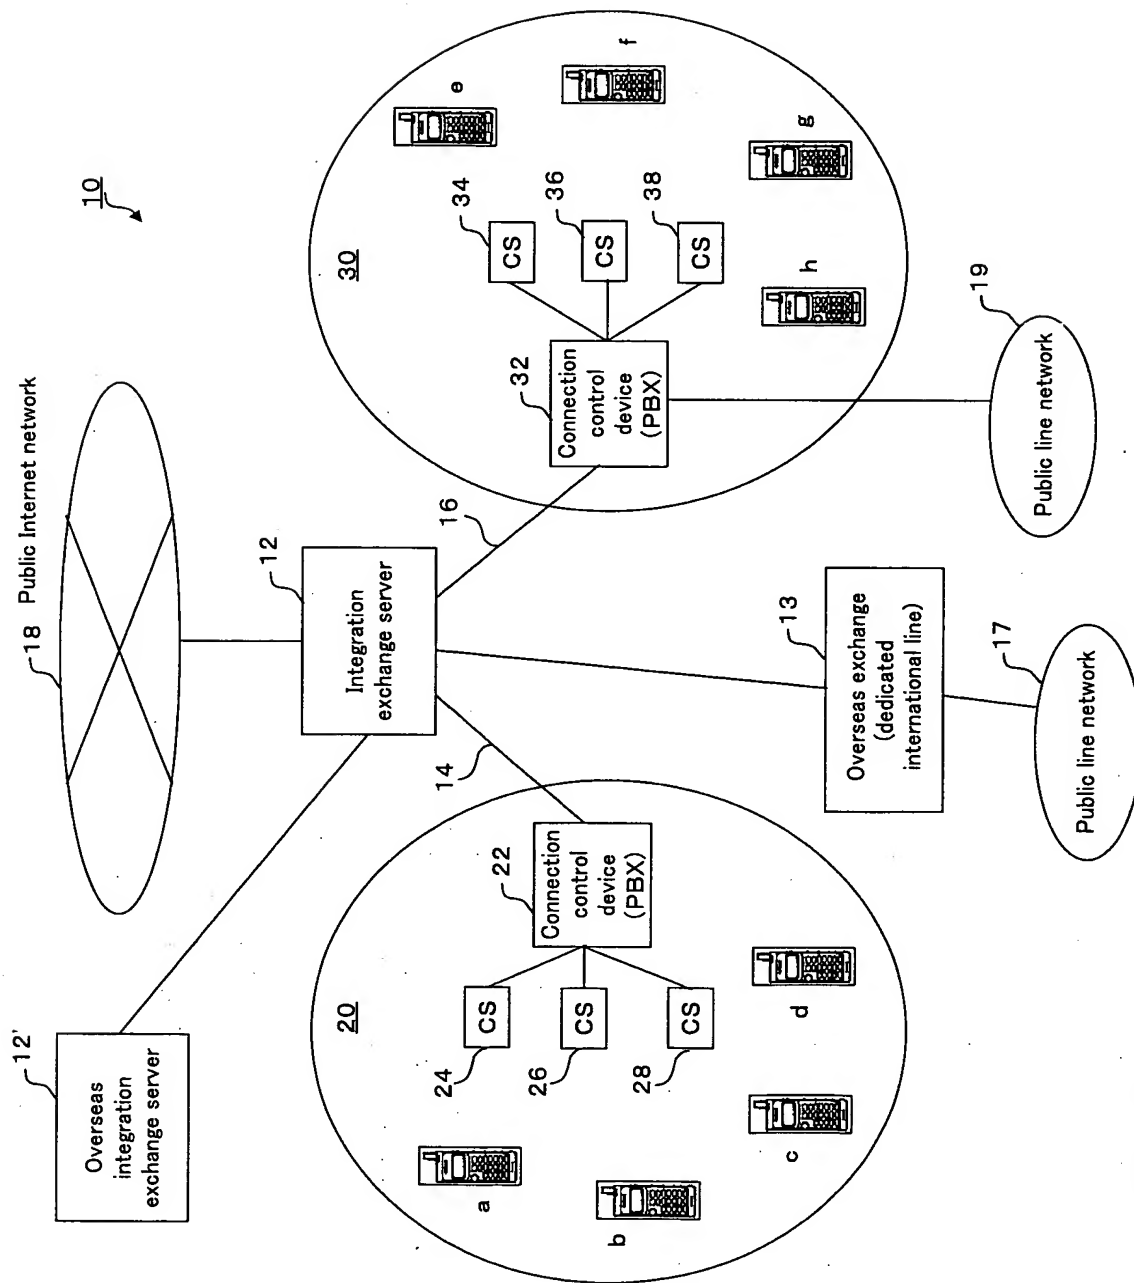 10
Public Internet network
18
12'
Overseas
integration
exchange server
12
Integration
exchange server
14
16
20
22
Connection
control
device
(PBX)
24
CS
26
CS
28
CS
a
b
c
d
30
32
Connection
control
device
(PBX)
34
CS
36
CS
38
CS
e
f
g
h
13
Overseas exchange
(dedicated
international line)
17
Public line network
19
Public line network